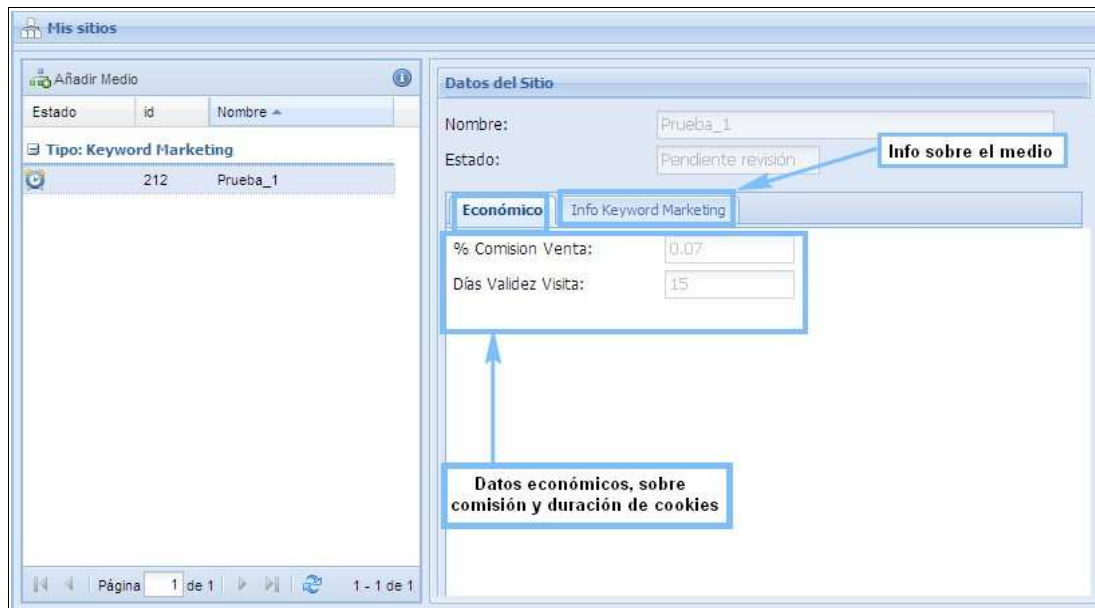 Mis sitios
Añadir Medio
Estado id Nombre
Tipo: Keyword Marketing
212 Prueba_1
Página 1 de 1 1 - 1 de 1
Datos del Sitio
Nombre: Prueba_1
Estado: Pendiente revisión
Info sobre el medio
Económico Info Keyword Marketing
% Comision Venta: 0.07
Días Validez Visita: 15
Datos económicos, sobre
comisión y duración de cookies